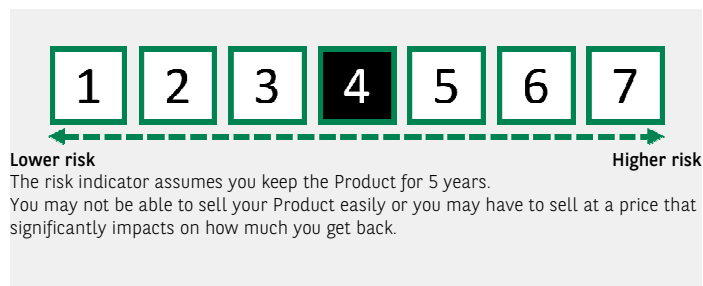 1 2 3 4 5 6 7
Lower risk Higher risk
The risk indicator assumes you keep the Product for 5 years.
You may not be able to sell your Product easily or you may have to sell at a price that
significantly impacts on how much you get back.